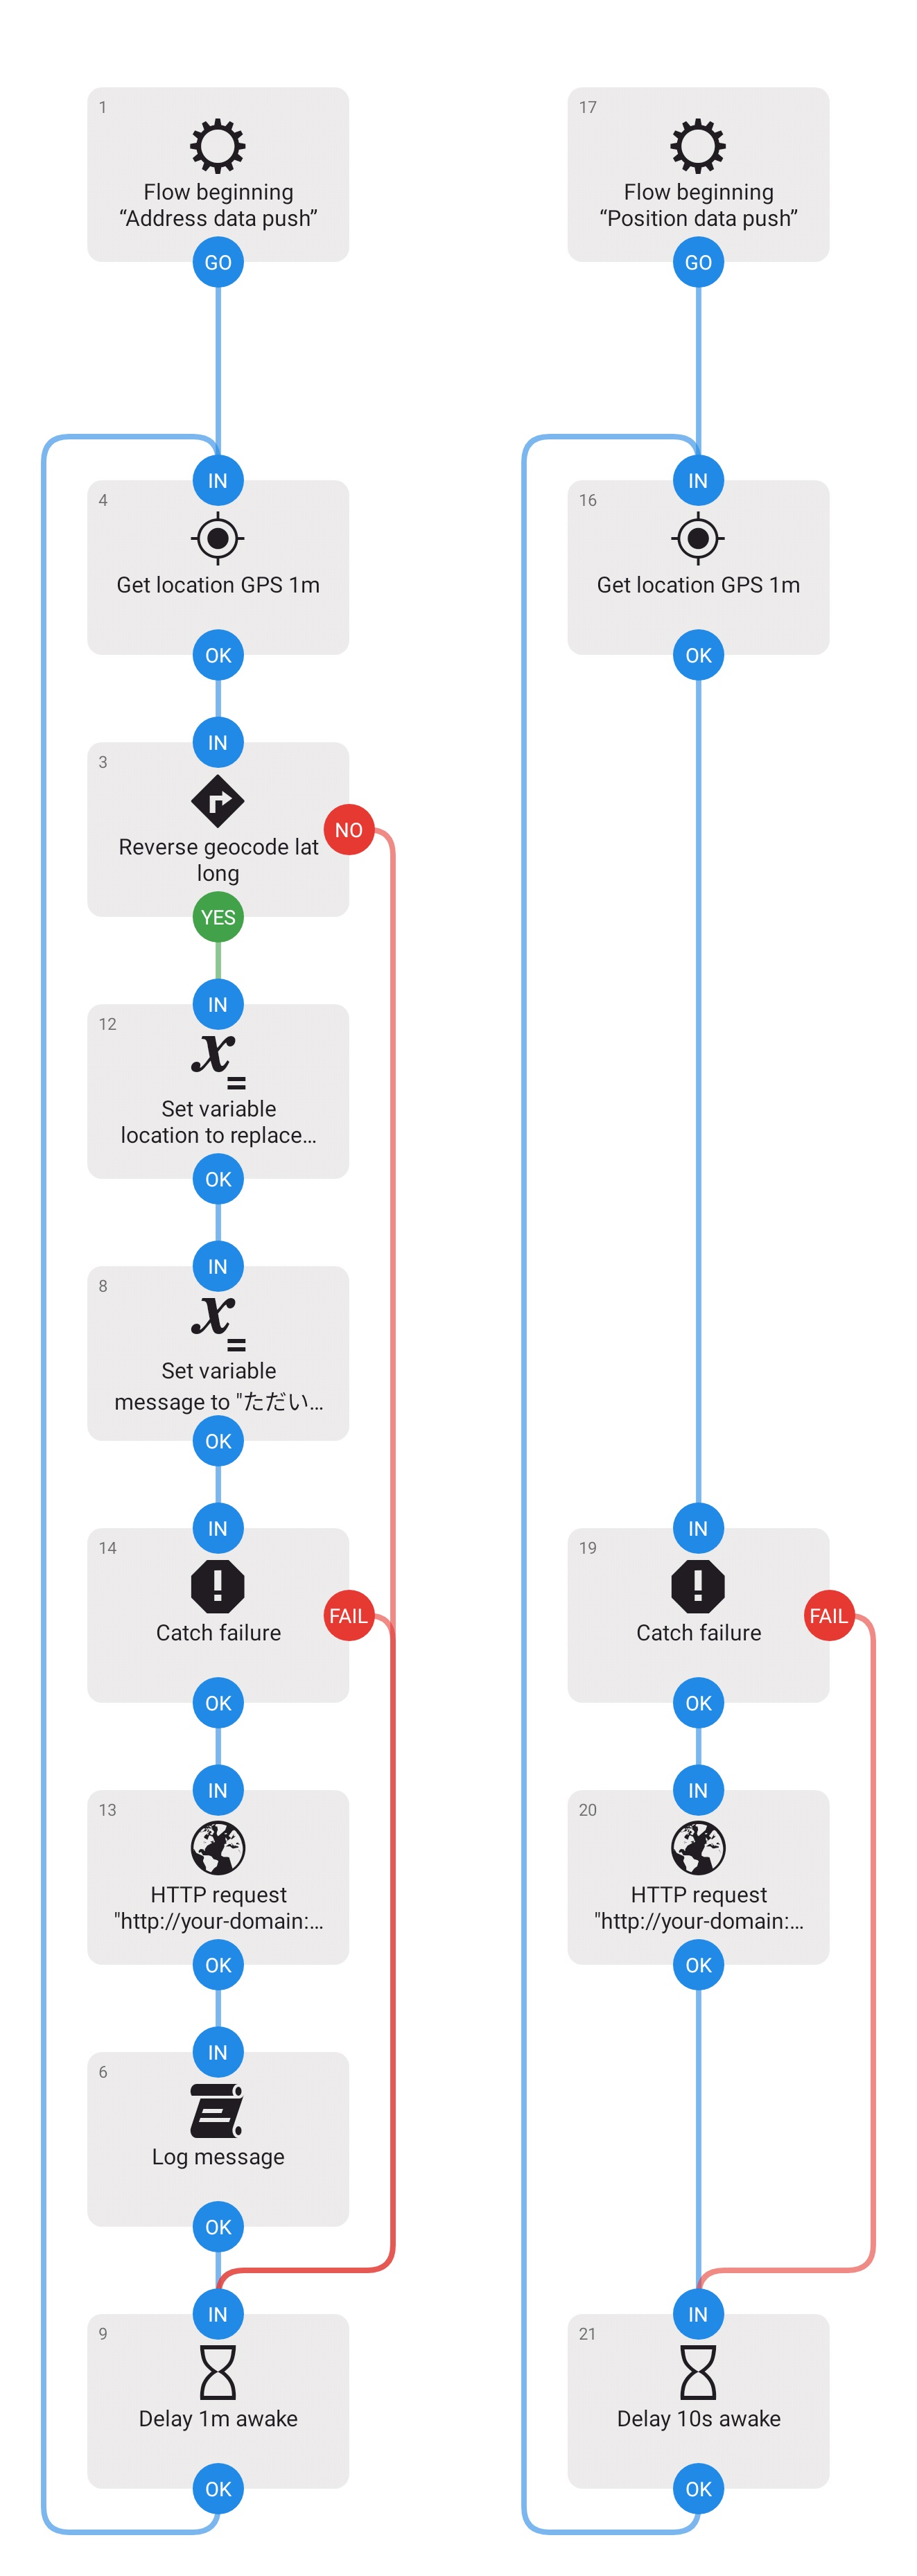 1
Flow beginning
“Address data push”
GO
IN
4
Get location GPS 1m
OK
IN
3
NO
Reverse geocode lat
long
YES
IN
12
x
=
Set variable
location to replace...
OK
IN
8
x
=
Set variable
message to "ただい...
OK
IN
14
!
FAIL
Catch failure
OK
IN
13
HTTP request
"http://your-domain:...
OK
IN
6
Log message
OK
IN
9
Delay 1m awake
OK
17
Flow beginning
“Position data push”
GO
IN
16
Get location GPS 1m
OK
IN
19
!
FAIL
Catch failure
OK
IN
20
HTTP request
"http://your-domain:...
OK
IN
21
Delay 10s awake
OK